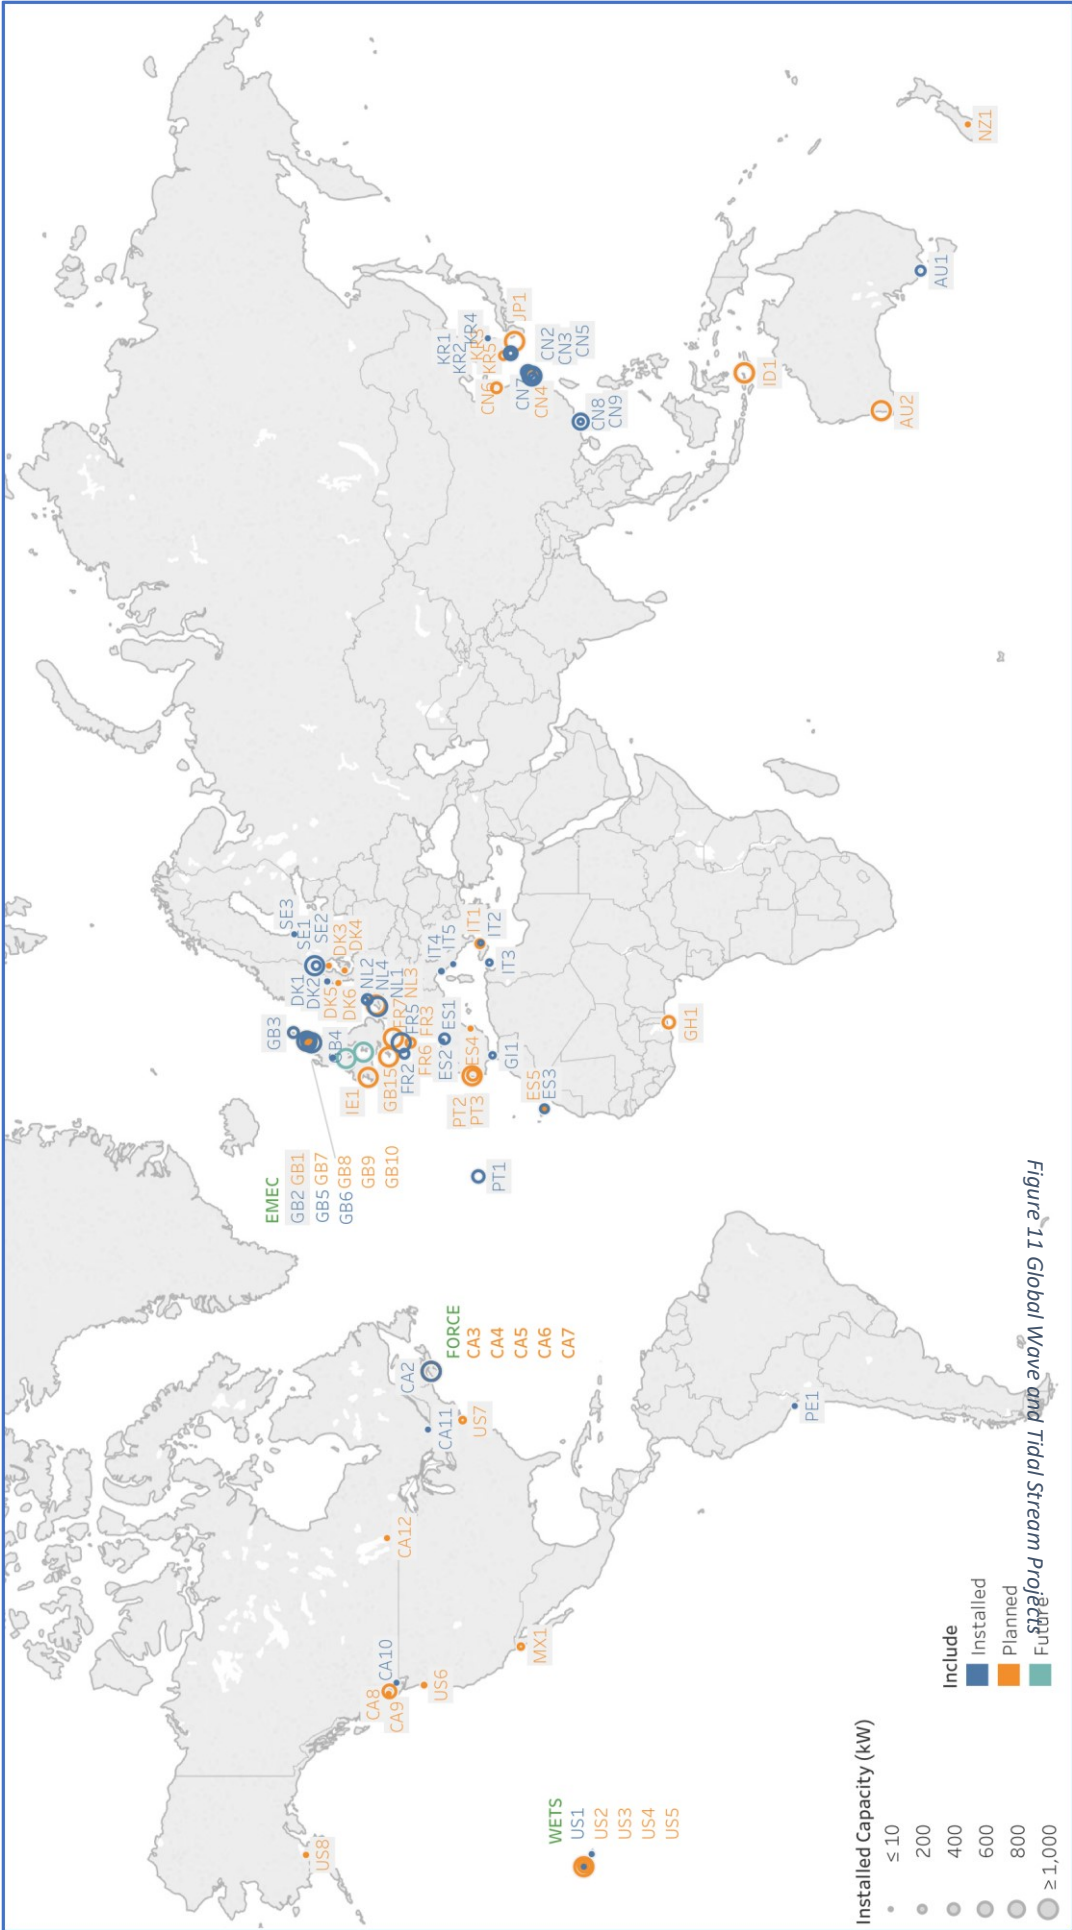 US8
WETS
US1
US2
US3
US4
US5
CA8
CA9
CA10
US6
MX1
CA12
CA11
US7
CA2
FORCE
CA3
CA4
CA5
CA6
CA7
PE1
EMEC
GB2 GB1
GB5 GB7
GB6 GB8
GB9
GB10
PT1
GB3
GB4
IE1
GB15
FR2
FR7
FR5
FR6 FR3
PT2
PT3
ES2 ES1
ES4
GI1
ES5
ES3
GH1
DK1
DK2
DK5
DK6
SE3
SE1
SE2
DK3
DK4
NL2
NL4
NL1
NL3
IT4
IT5
IT1
IT2
IT3
KR1
KR2
KR4
KR3
KR5
JP1
CN6
CN7
CN4
CN2
CN3
CN5
CN8
CN9
ID1
AU2
AU1
NZ1
Installed Capacity (kW)
≤ 10
200
400
600
800
≥ 1,000
Include
Installed
Planned
Future
Figure 11 Global Wave and Tidal Stream Projects